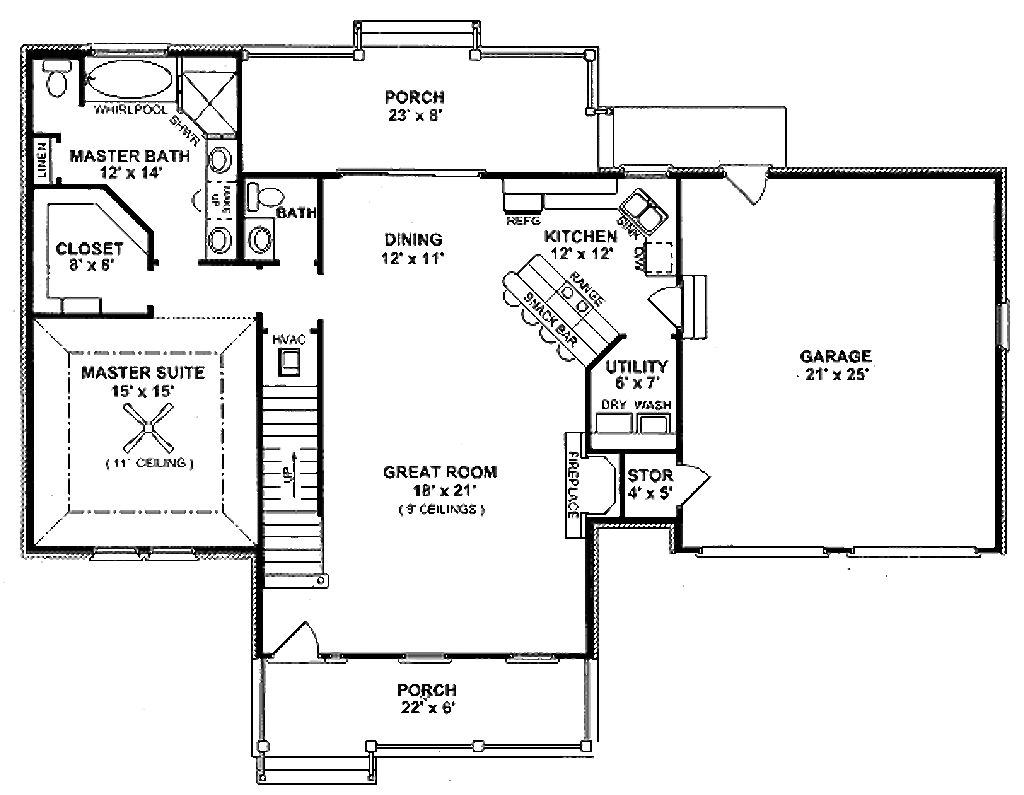 PORCH
23' x 8'
WHIRLPOOL
SHWR
LINEN
MASTER BATH
12' x 14'
MAKE
UP
BATH
REFG
SINK
DINING
12' x 11'
KITCHEN
12' x 12'
DW
CLOSET
8' x 8'
RANGE
SNACK BAR
HVAC
GARAGE
21' x 25'
MASTER SUITE
15' x 15'
( 11' CEILING )
UTILITY
6' x 7'
DRY WASH
UP
GREAT ROOM
18' x 21'
( 9' CEILINGS )
FIREPLACE
STOR
4' x 5'
PORCH
22' x 6'